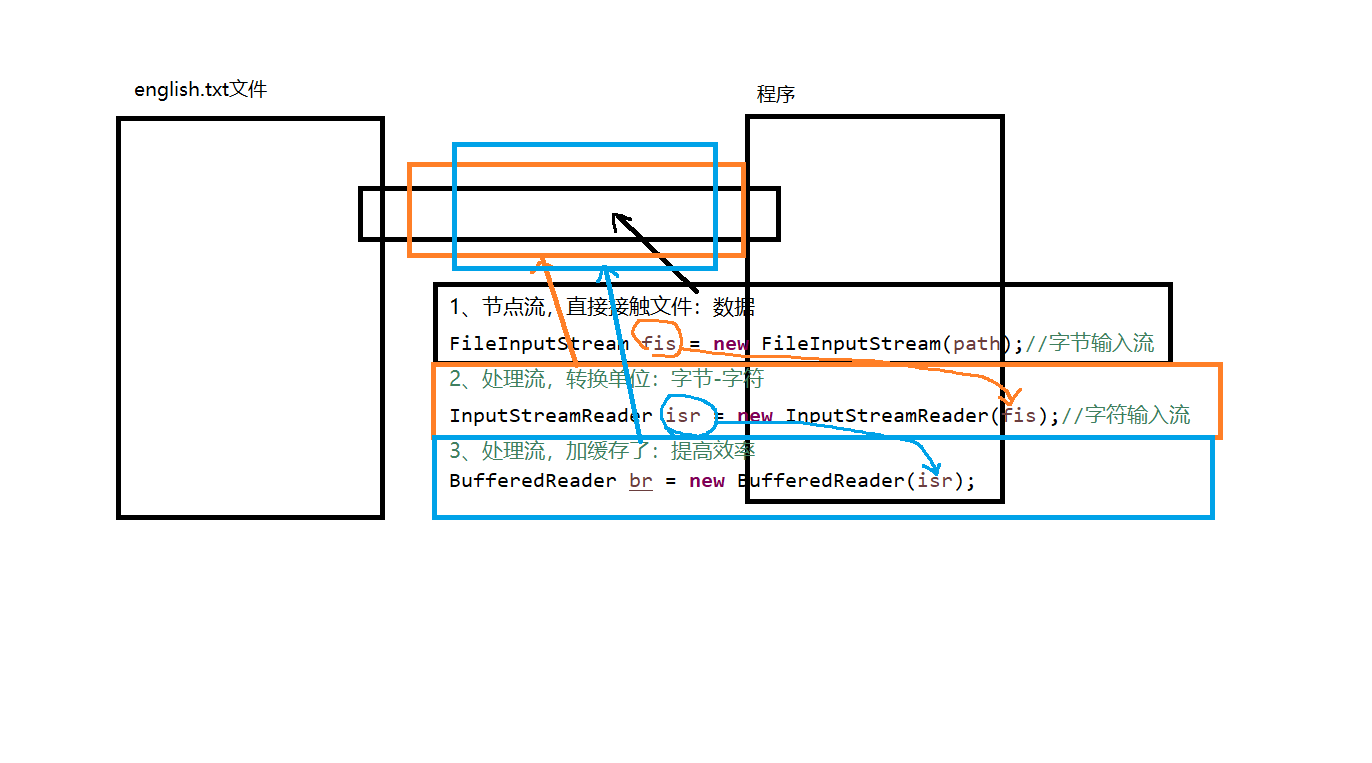 english.txt文件
程序
1、节点流，直接接触文件：数据
FileInputStream fis = new FileInputStream(path);//字节输入流
2、处理流，转换单位：字节-字符
InputStreamReader isr = new InputStreamReader(fis);//字符输入流
3、处理流，加缓存了：提高效率
BufferedReader br = new BufferedReader(isr);